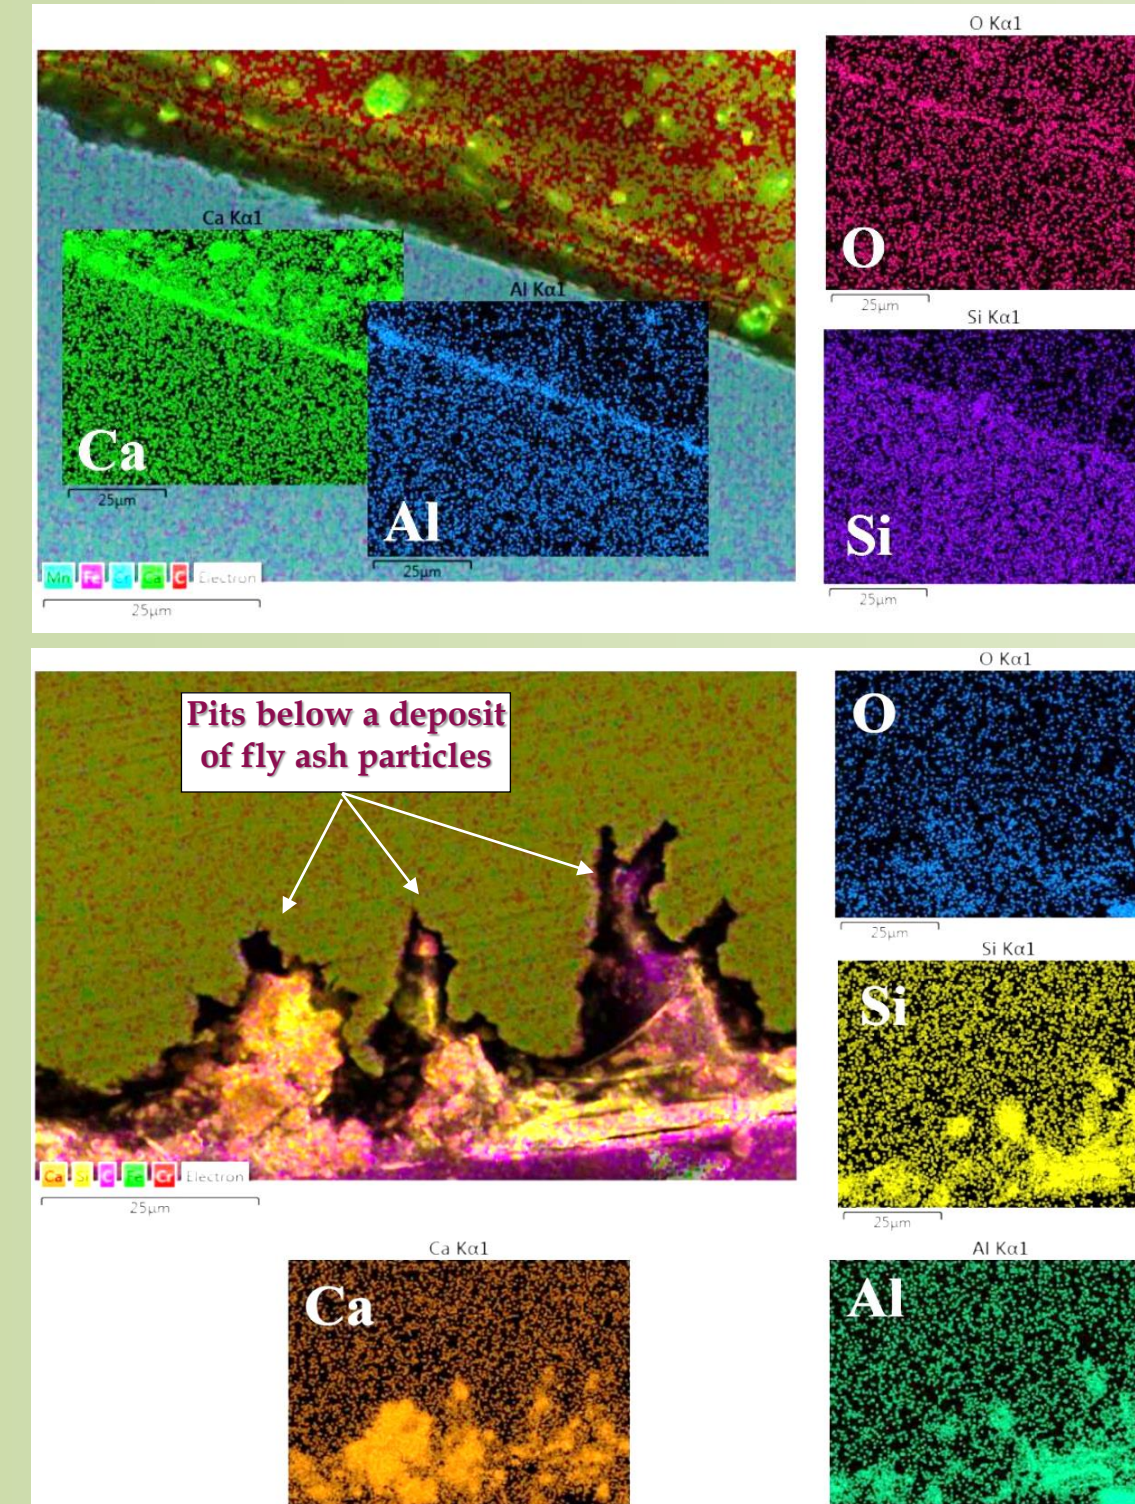 O Kα1
O
25μm
Ca Kα1
Ca
25μm
Al Kα1
Al
25μm
Si Kα1
Si
25μm
Mn Fe Cr Ca C Electron
25μm
Pits below a deposit
of fly ash particles
O Kα1
O
25μm
Si Kα1
Si
25μm
Ca Si C Fe Cr Electron
25μm
Ca Kα1
Ca
Al Kα1
Al